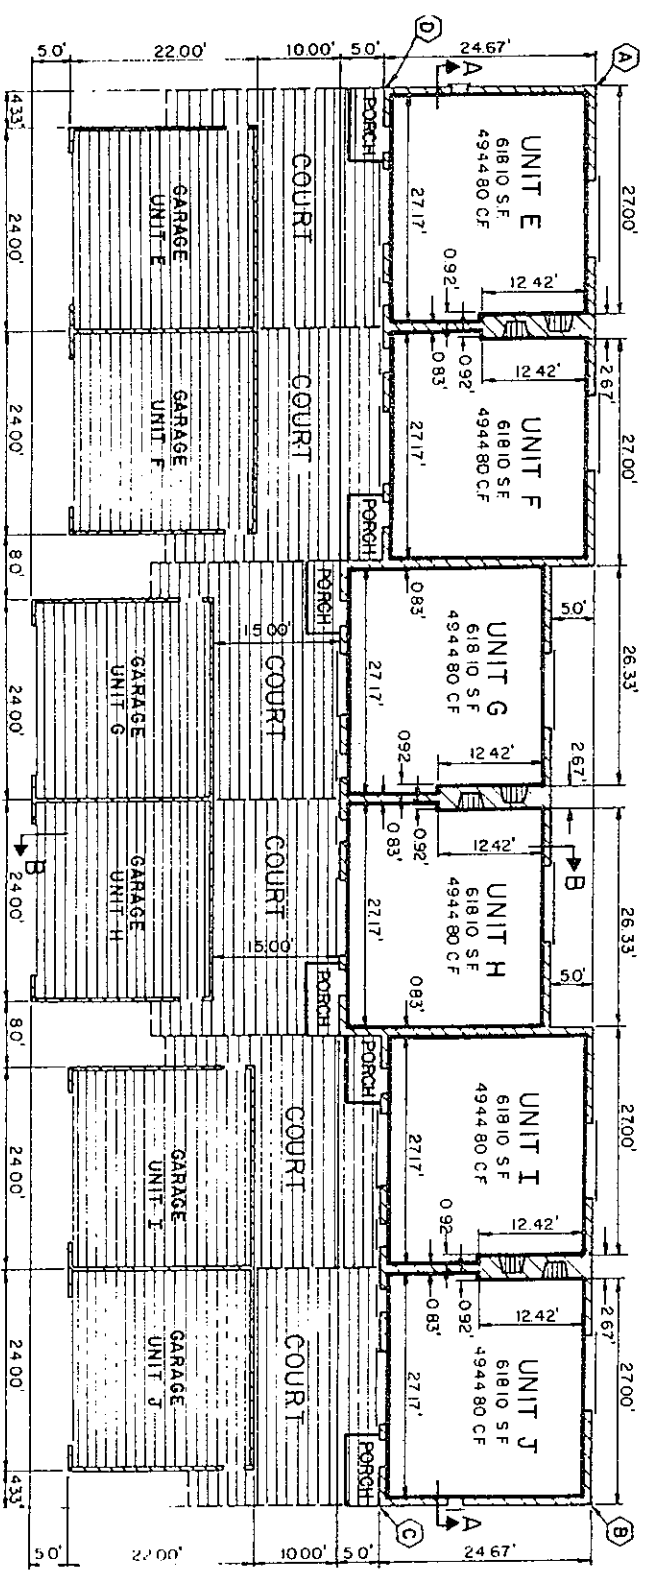 24.67'
5.0'
10.00'
22.00'
5.0'
A
D
A
27.00'
UNIT E
618 10 S.F.
4944 80 C.F
12.42'
27.17'
0.92'
PORCH
COURT
GARAGE
UNIT E
4.33'
24.00'
2.67'
0.92'
0.83'
27.00'
UNIT F
618 10 S.F.
4944 80 C.F
12.42'
27.17'
PORCH
COURT
GARAGE
UNIT F
24.00'
8.0'
5.0'
26.33'
UNIT G
618 10 S F
4944 80 C F
0.83'
12.42'
27.17'
0.92
PORCH
15.00'
COURT
GARAGE
UNIT G
24.00'
2.67'
0.92'
0.83'
B
26.33'
UNIT H
618 10 S F
4944 80 C F
12.42'
27.17'
0.83'
5.0'
PORCH
15.00'
COURT
GARAGE
UNIT H
B
24.00'
8.0'
27.00'
UNIT I
618 10 S F
4944 80 C F
12.42'
27.17'
0.92
PORCH
COURT
GARAGE
UNIT I
24 00'
2.67'
0.92'
0.83'
27.00'
UNIT J
618 10 S F
4944 80 C F
12.42'
27.17'
PORCH
COURT
GARAGE
UNIT J
24 00'
4.33'
A
B
C
24.67'
5 0'
10 00'
22 00'
5 0'